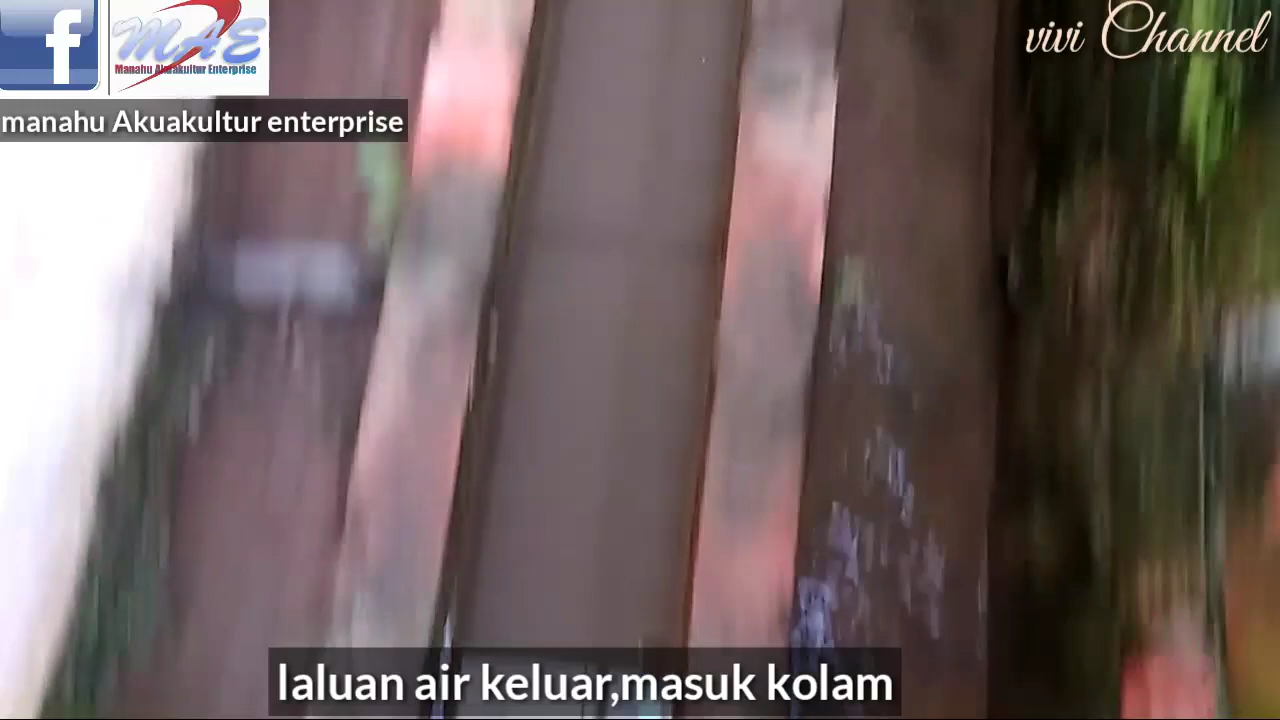 f
MAE
Manahu Akuakultur Enterprise
vivi Channel
manahu Akuakultur enterprise
laluan air keluar,masuk kolam